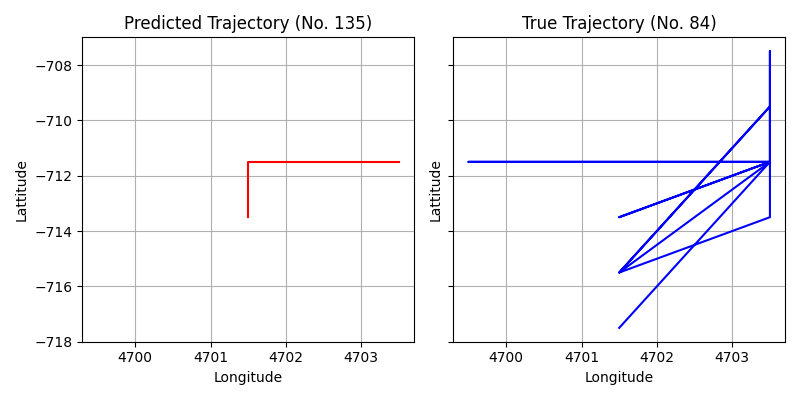 Predicted Trajectory (No. 135)
True Trajectory (No. 84)
Lattitude
−708
−710
−712
−714
−716
−718
4700
4701
4702
4703
Longitude
Lattitude
4700
4701
4702
4703
Longitude